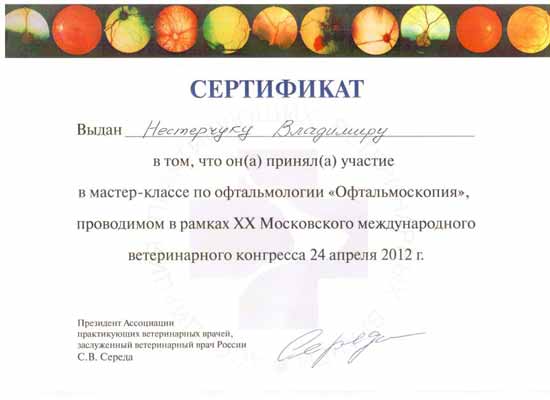 СЕРТИФИКАТ
Выдан Нестерчуку Владимиру
в том, что он(а) принял(а) участие
в мастер-классе по офтальмологии «Офтальмоскопия»,
проводимом в рамках XX Московского международного
ветеринарного конгресса 24 апреля 2012 г.
Президент Ассоциации
практикующих ветеринарных врачей,
заслуженный ветеринарный врач России
С.В. Середа
Середа